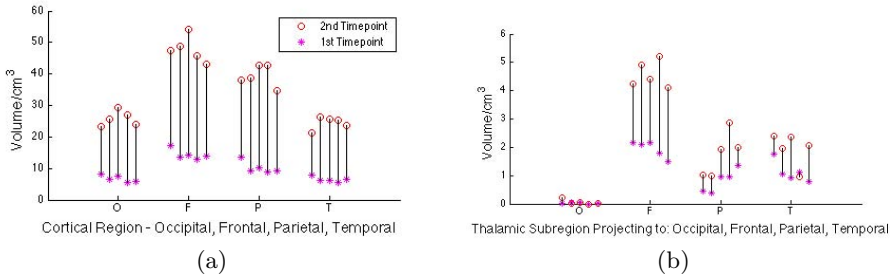 60
50
40
30
20
10
0
Volume/cm³
2nd Timepoint
1st Timepoint
O F P T
Cortical Region - Occipital, Frontal, Parietal, Temporal
(a)
6
5
4
3
2
1
0
Volume/cm³
O F P T
Thalamic Subregion Projecting to: Occipital, Frontal, Parietal, Temporal
(b)